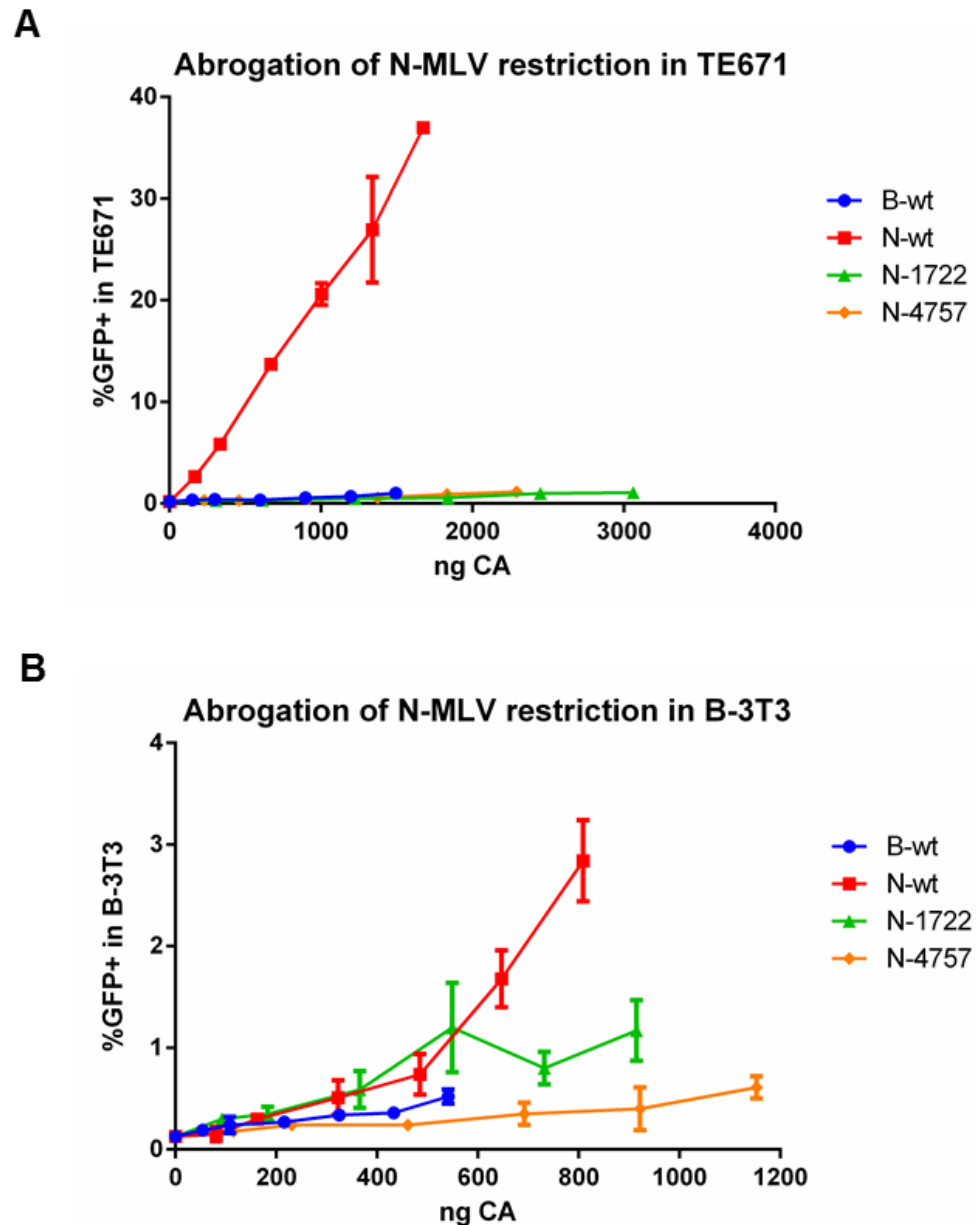 A
Abrogation of N-MLV restriction in TE671
40
30
20
10
0
%GFP+ in TE671
0 1000 2000 3000 4000
ng CA
B-wt
N-wt
N-1722
N-4757
B
Abrogation of N-MLV restriction in B-3T3
4
3
2
1
0
%GFP+ in B-3T3
0 200 400 600 800 1000 1200
ng CA
B-wt
N-wt
N-1722
N-4757